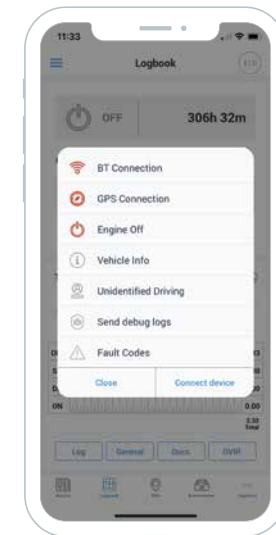 11:33
Logbook
OFF
306h 32m
BT Connection
GPS Connection
Engine Off
Vehicle Info
Unidentified Driving
Send debug logs
Fault Codes
Close
Connect device
ON
0.00
Total
Log
General
Docs
DVIR